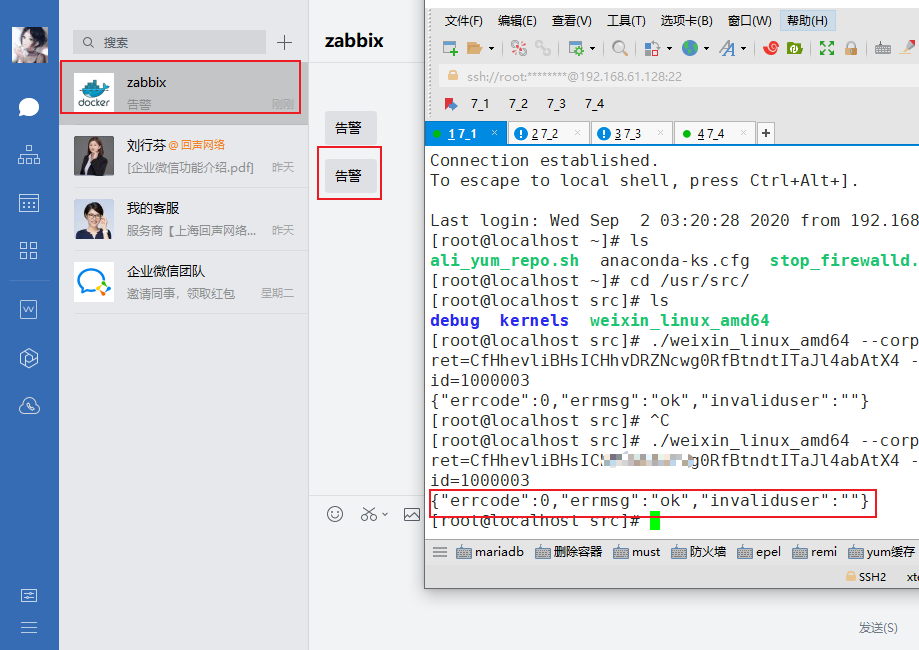 搜索
zabbix
告警
刚刚
docker
刘行芬@回声网络
[企业微信功能介绍.pdf]
昨天
我的客服
服务商【上海回声网络...
昨天
企业微信团队
邀请同事，领取红包
星期二
zabbix
告警
告警
发送(S)
文件(F) 编辑(E) 查看(V) 工具(T) 选项卡(B) 窗口(W) 帮助(H)
ssh://root:********@192.168.61.128:22
7_1 7_2 7_3 7_4
1 7_1 × 2 7_2 × 3 7_3 × 4 7_4 × +
Connection established.
To escape to local shell, press Ctrl+Alt+].
Last login: Wed Sep  2 03:20:28 2020 from 192.168
[root@localhost ~]# ls
ali_yum_repo.sh  anaconda-ks.cfg  stop_firewalld.
[root@localhost ~]# cd /usr/src/
[root@localhost src]# ls
debug  kernels  weixin_linux_amd64
[root@localhost src]# ./weixin_linux_amd64 --corp
ret=CfHhevliBHsICHhvDRZNcwg0RfBtndtITaJl4abAtX4 -
id=1000003
{"errcode":0,"errmsg":"ok","invaliduser":""}
[root@localhost src]# ^C
[root@localhost src]# ./weixin_linux_amd64 --corp
ret=CfHhevliBHsIC g0RfBtndtITaJl4abAtX4 -
id=1000003
{"errcode":0,"errmsg":"ok","invaliduser":""}
[root@localhost src]#
mariadb 删除容器 must 防火墙 epel remi yum缓存
SSH2 xte